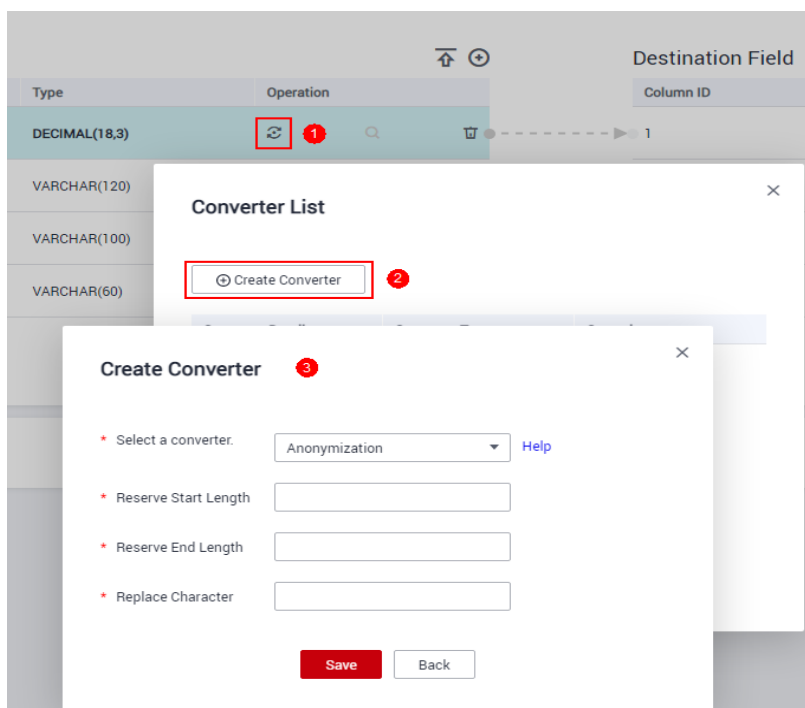 Destination Field
Type Operation Column ID
DECIMAL(18,3) 1 1
VARCHAR(120)
Converter List
VARCHAR(100)
Create Converter 2
VARCHAR(60)
Create Converter 3
* Select a converter. Anonymization Help
* Reserve Start Length
* Reserve End Length
* Replace Character
Save Back